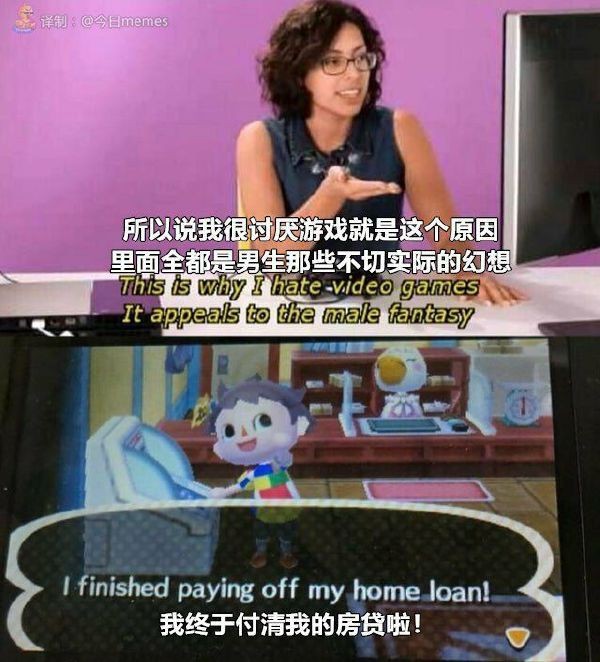 译制：@今日memes
所以说我很讨厌游戏就是这个原因
里面全都是男生那些不切实际的幻想
This is why I hate video games
It appeals to the male fantasy
I finished paying off my home loan!
我终于付清我的房贷啦！